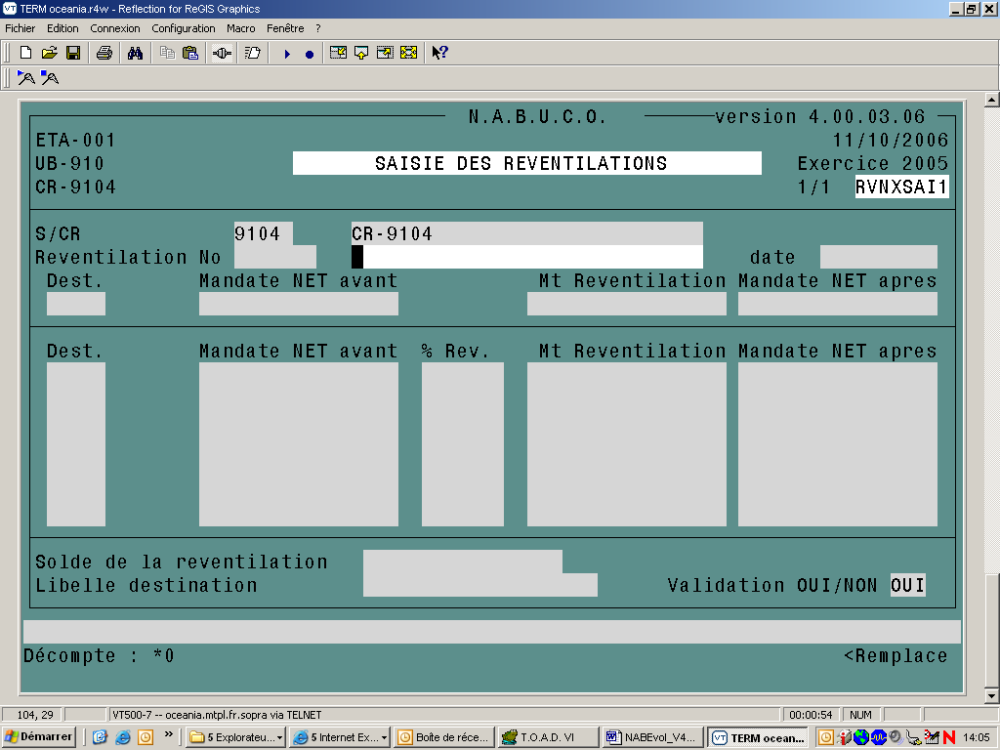 TERM oceania.r4w - Reflection for ReGIS Graphics
Fichier Edition Connexion Configuration Macro Fenêtre ?
N.A.B.U.C.O. version 4.00.03.06
ETA-001 11/10/2006
UB-910 SAISIE DES REVENTILATIONS Exercice 2005
CR-9104 1/1 RVNXSAI1
S/CR 9104 CR-9104
Reventilation No date
Dest. Mandate NET avant Mt Reventilation Mandate NET apres
Dest. Mandate NET avant % Rev. Mt Reventilation Mandate NET apres
Solde de la reventilation
Libelle destination Validation OUI/NON OUI
Décompte : *0 <Remplace
104, 29 VT500-7 -- oceania.mtpl.fr.sopra via TELNET 00:00:54 NUM
Démarrer » 5 Explorateu... 5 Internet Ex... Boîte de réce... T.O.A.D. VI NABEvol_V4... TERM ocean... 14:05